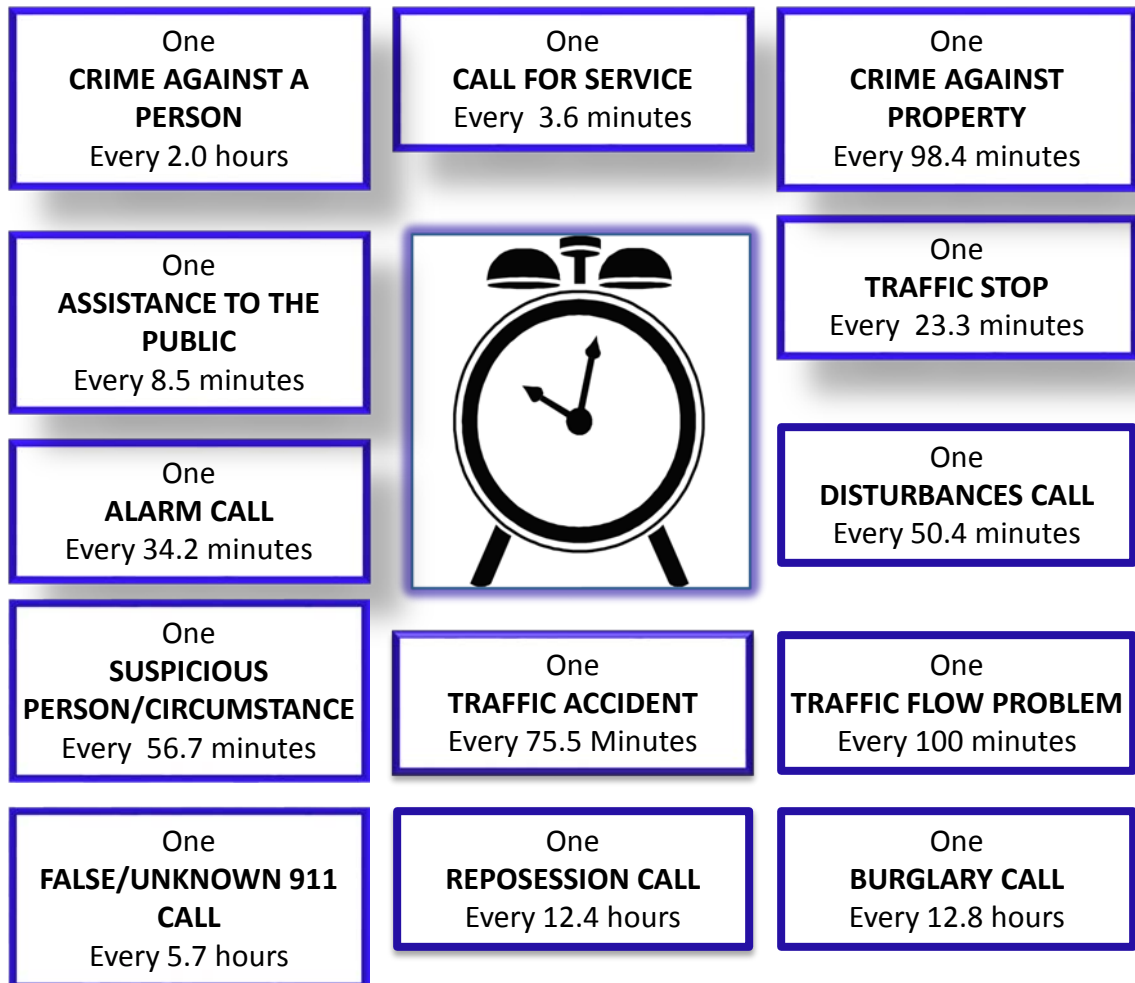 One
CRIME AGAINST A
PERSON
Every 2.0 hours
One
CALL FOR SERVICE
Every 3.6 minutes
One
CRIME AGAINST
PROPERTY
Every 98.4 minutes
One
ASSISTANCE TO THE
PUBLIC
Every 8.5 minutes
One
TRAFFIC STOP
Every 23.3 minutes
One
ALARM CALL
Every 34.2 minutes
One
DISTURBANCES CALL
Every 50.4 minutes
One
SUSPICIOUS
PERSON/CIRCUMSTANCE
Every 56.7 minutes
One
TRAFFIC ACCIDENT
Every 75.5 Minutes
One
TRAFFIC FLOW PROBLEM
Every 100 minutes
One
FALSE/UNKNOWN 911
CALL
Every 5.7 hours
One
REPOSESSION CALL
Every 12.4 hours
One
BURGLARY CALL
Every 12.8 hours